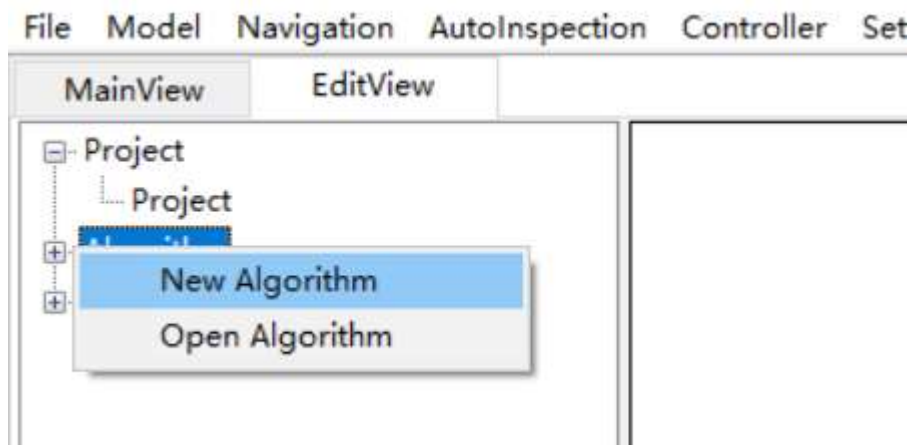 File Model Navigation AutoInspection Controller Set
MainView EditView
Project
Project
New Algorithm
Open Algorithm